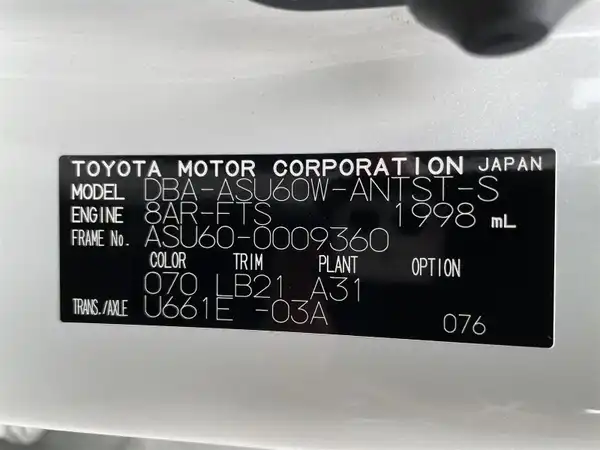 TOYOTA MOTOR CORPORATION JAPAN
MODEL DBA-ASU60W-ANTST-S
ENGINE 8AR-FTS 1998 mL
FRAME No. ASU60-0009360
COLOR TRIM PLANT OPTION
070 LB21 A31
TRANS./AXLE U661E -03A 076